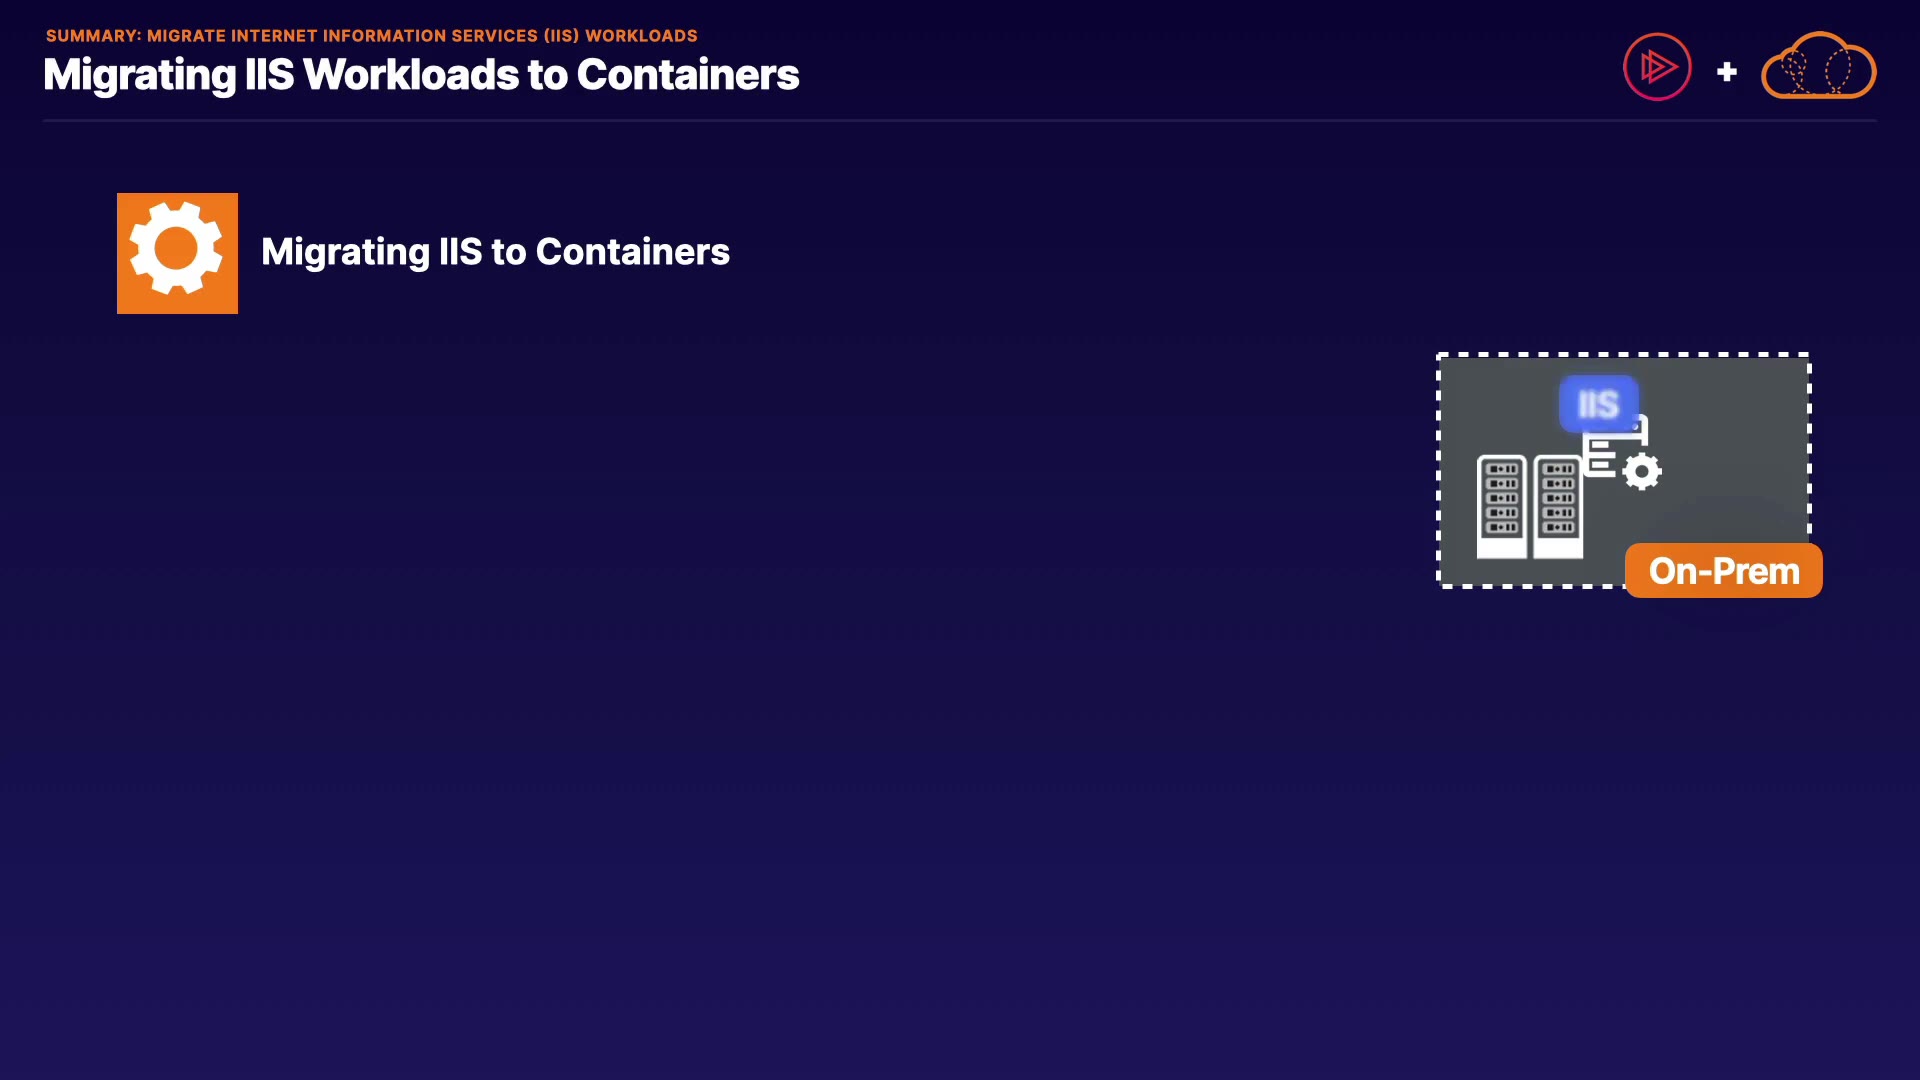 SUMMARY: MIGRATE INTERNET INFORMATION SERVICES (IIS) WORKLOADS
Migrating IIS Workloads to Containers
Migrating IIS to Containers
IIS
On-Prem